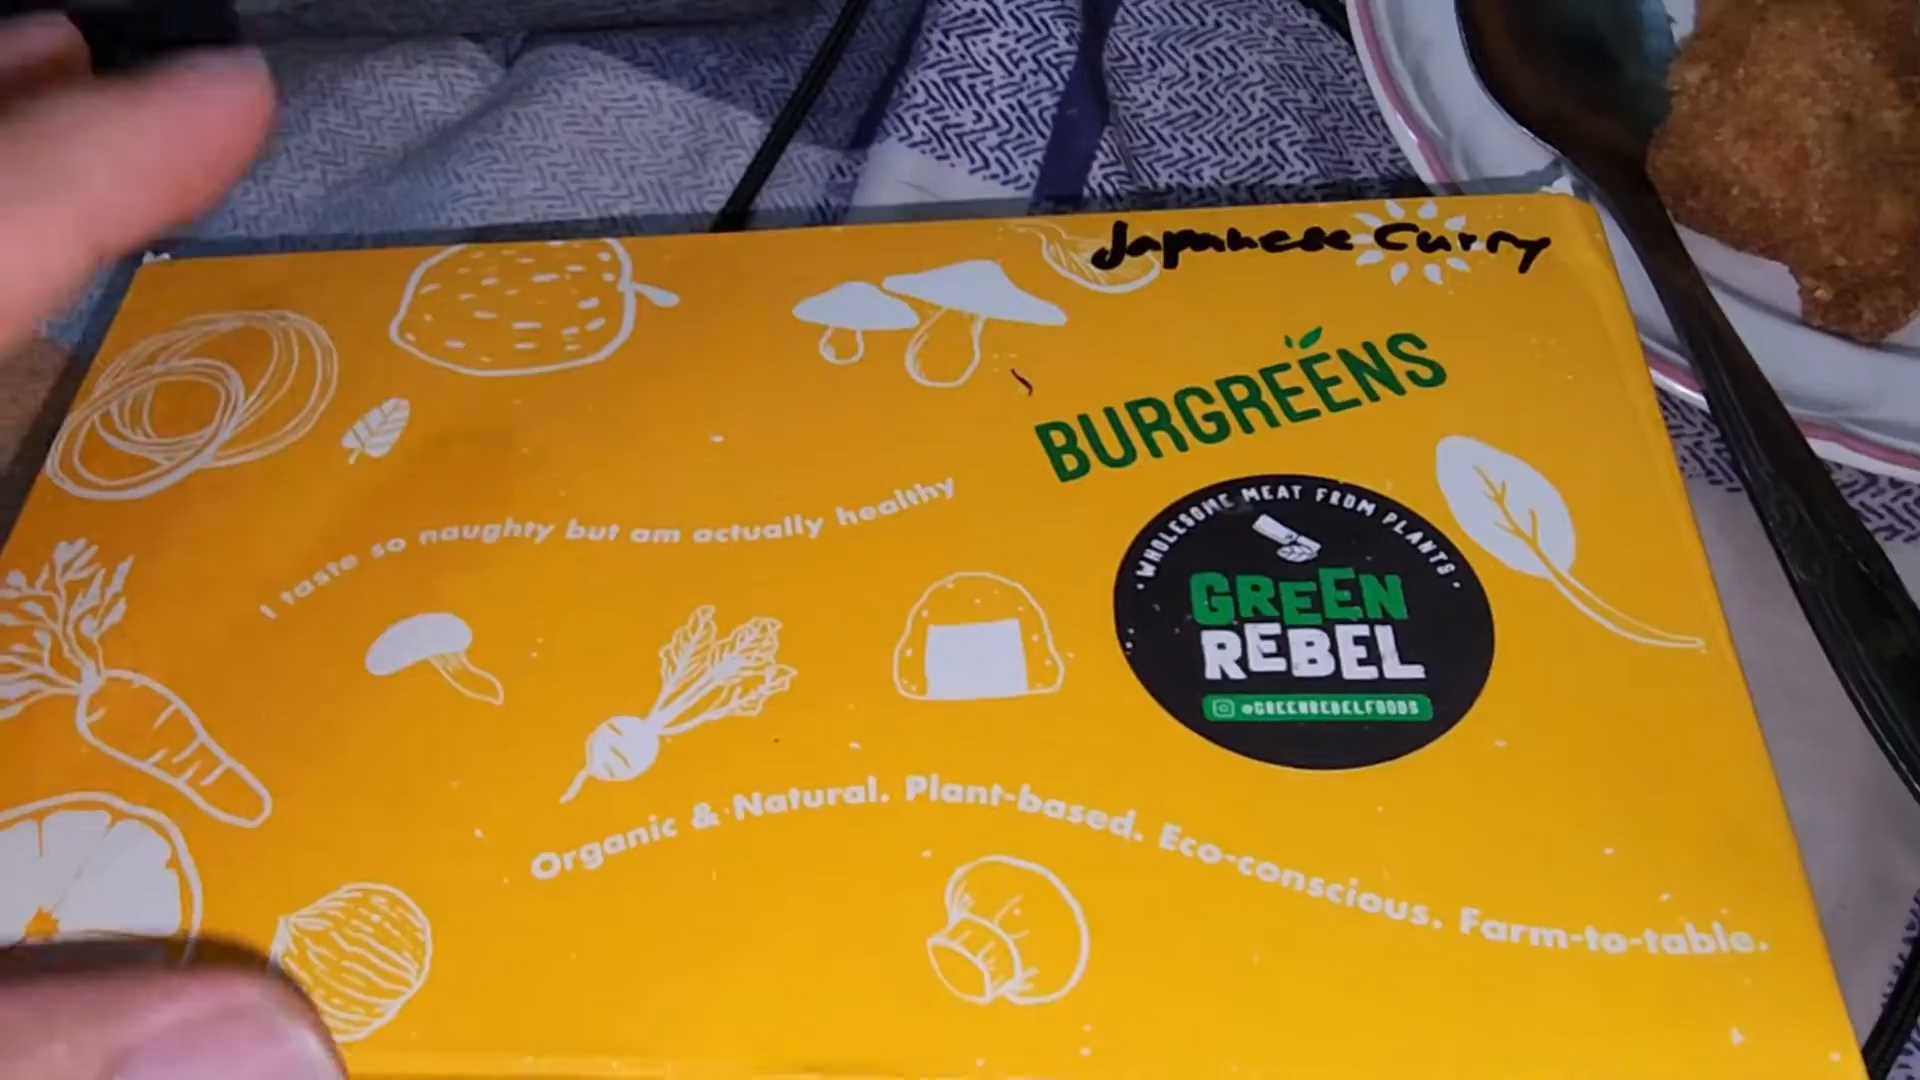 Japanese Curry
BURGREENS
I taste so naughty but am actually healthy
· WHOLESOME MEAT FROM PLANTS ·
GREEN
REBEL
@GREENREBELFOODS
Organic & Natural. Plant-based. Eco-conscious. Farm-to-table.